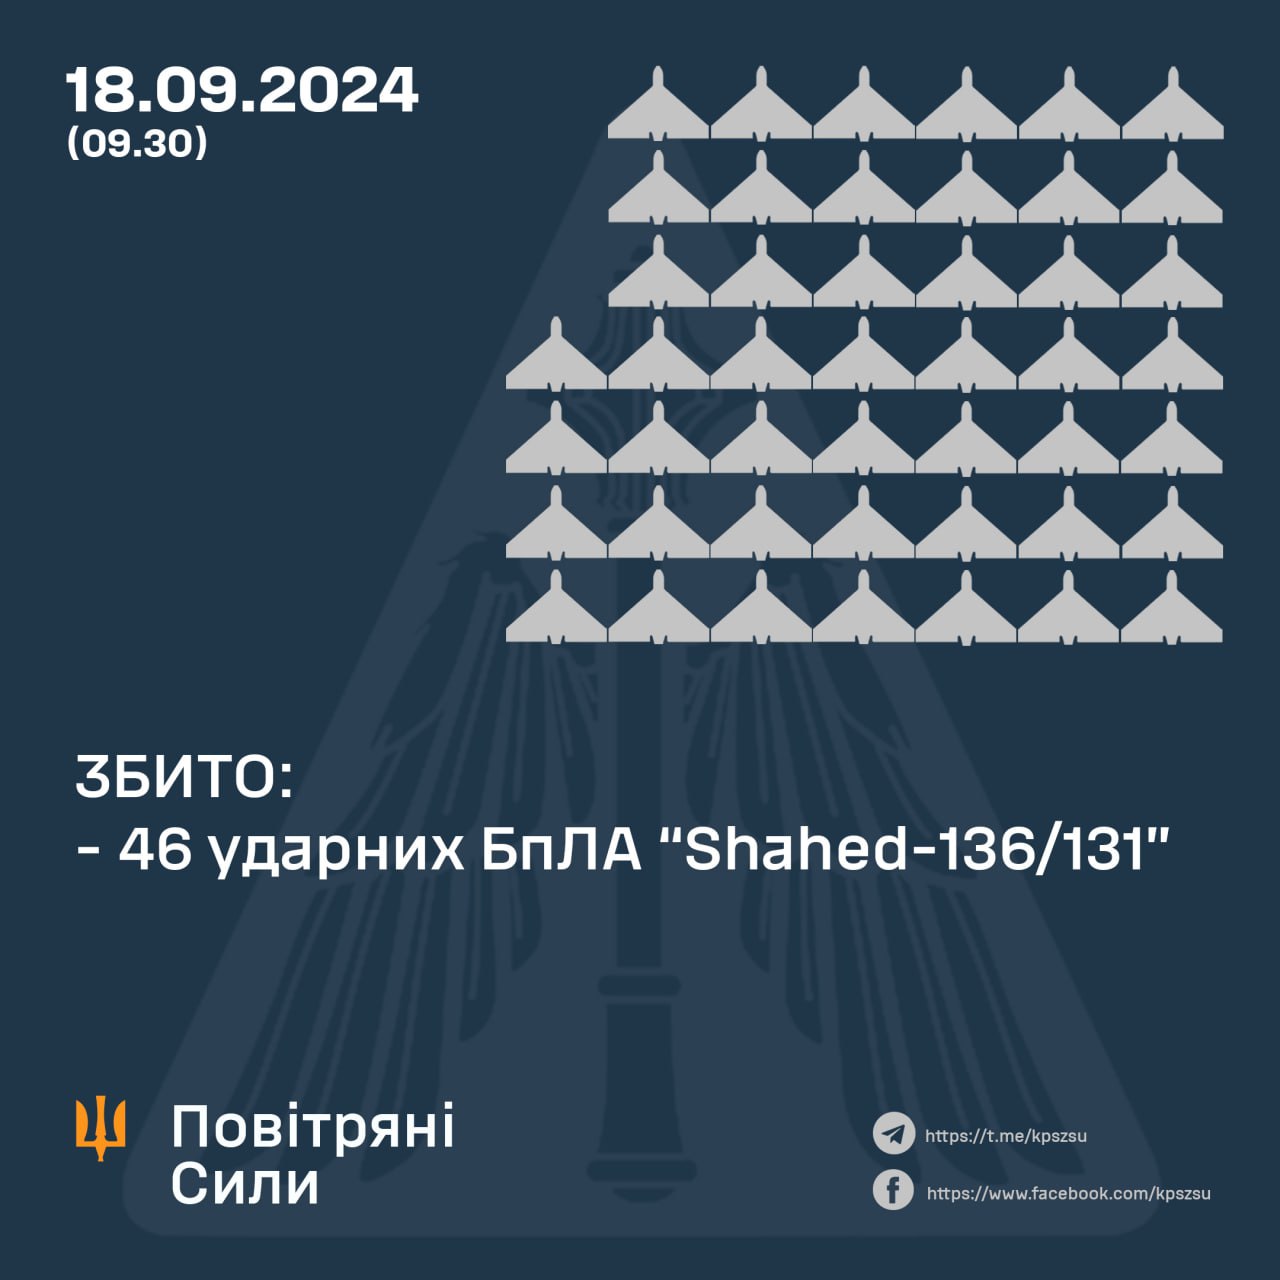 18.09.2024
(09.30)
ЗБИТО:
- 46 ударних БпЛА “Shahed-136/131”
Повітряні
Сили
https://t.me/kpszsu
https://www.facebook.com/kpszsu